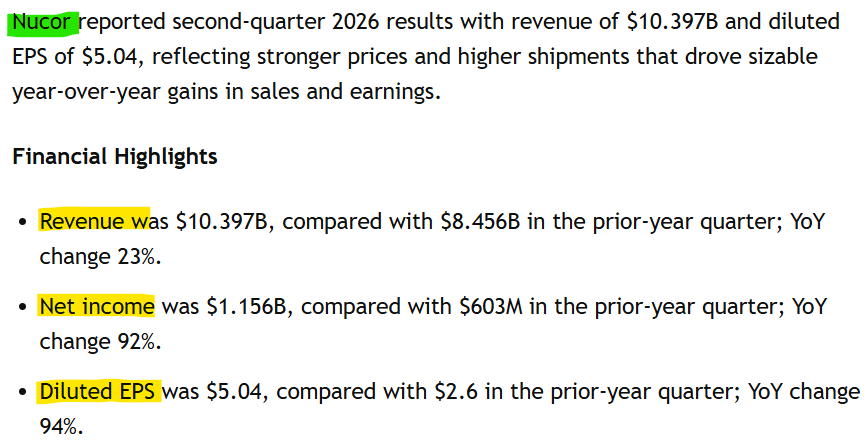 Nucor reported second-quarter 2026 results with revenue of $10.397B and diluted
EPS of $5.04, reflecting stronger prices and higher shipments that drove sizable
year-over-year gains in sales and earnings.
Financial Highlights
• Revenue was $10.397B, compared with $8.456B in the prior-year quarter; YoY
change 23%.
• Net income was $1.156B, compared with $603M in the prior-year quarter; YoY
change 92%.
• Diluted EPS was $5.04, compared with $2.6 in the prior-year quarter; YoY change
94%.